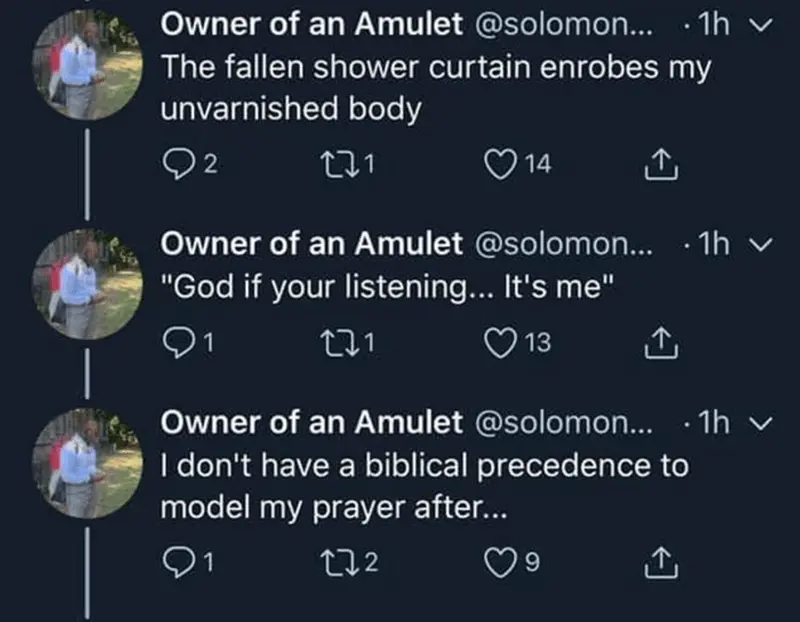 Owner of an Amulet @solomon... · 1h
The fallen shower curtain enrobes my
unvarnished body
2 1 14
Owner of an Amulet @solomon... · 1h
"God if your listening... It's me"
1 1 13
Owner of an Amulet @solomon... · 1h
I don't have a biblical precedence to
model my prayer after...
1 2 9